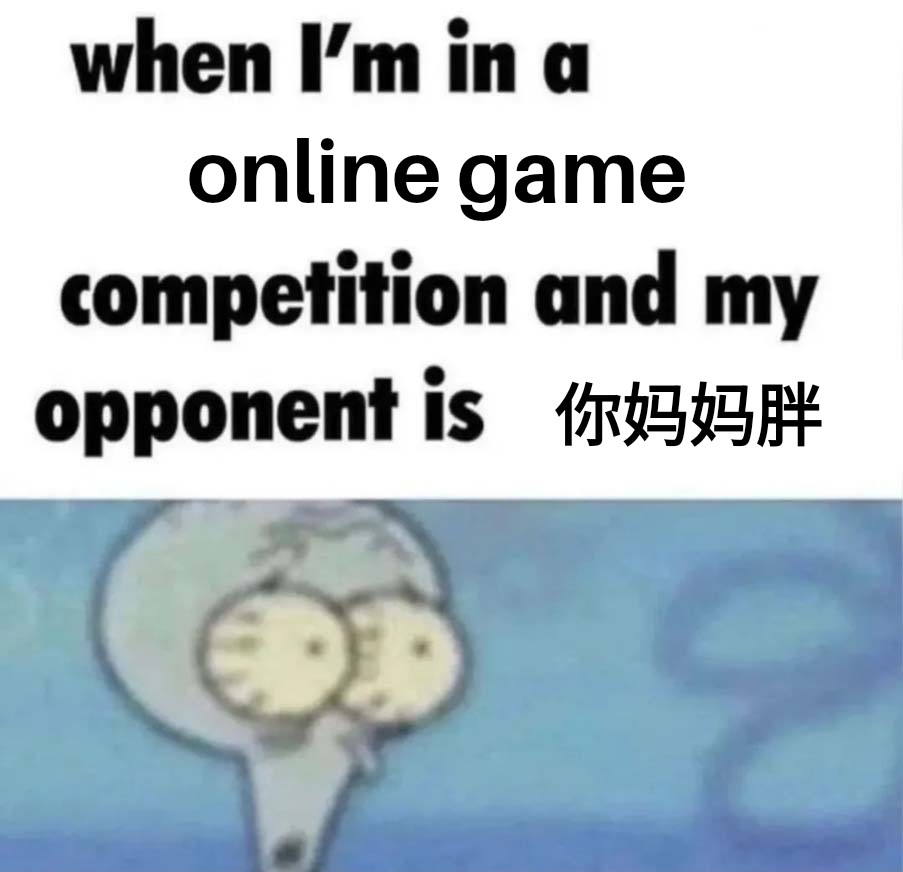 when I'm in a
online game
competition and my
opponent is 你妈妈胖